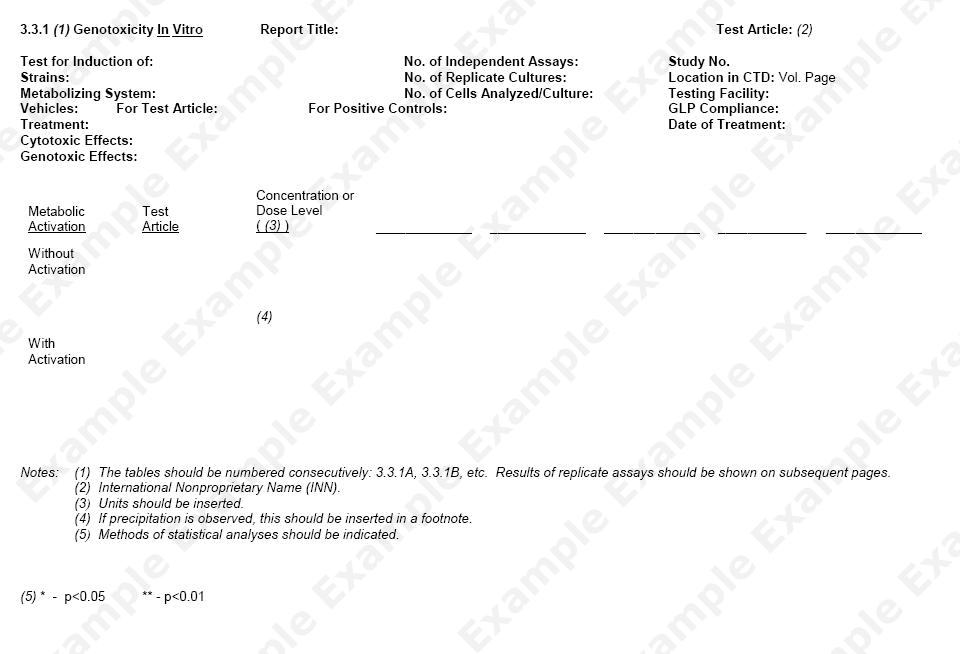 3.3.1 (1) Genotoxicity In Vitro Report Title: Test Article: (2)
Test for Induction of: No. of Independent Assays: Study No.
Strains: No. of Replicate Cultures: Location in CTD: Vol. Page
Metabolizing System: No. of Cells Analyzed/Culture: Testing Facility:
Vehicles: For Test Article: For Positive Controls: GLP Compliance:
Treatment: Date of Treatment:
Cytotoxic Effects:
Genotoxic Effects:
Concentration or
Metabolic Test Dose Level
Activation Article ( (3) )
Without
Activation
(4)
With
Activation
Notes: (1) The tables should be numbered consecutively: 3.3.1A, 3.3.1B, etc. Results of replicate assays should be shown on subsequent pages.
(2) International Nonproprietary Name (INN).
(3) Units should be inserted.
(4) If precipitation is observed, this should be inserted in a footnote.
(5) Methods of statistical analyses should be indicated.
(5) * - p<0.05 ** - p<0.01
Example Example Example Example Example